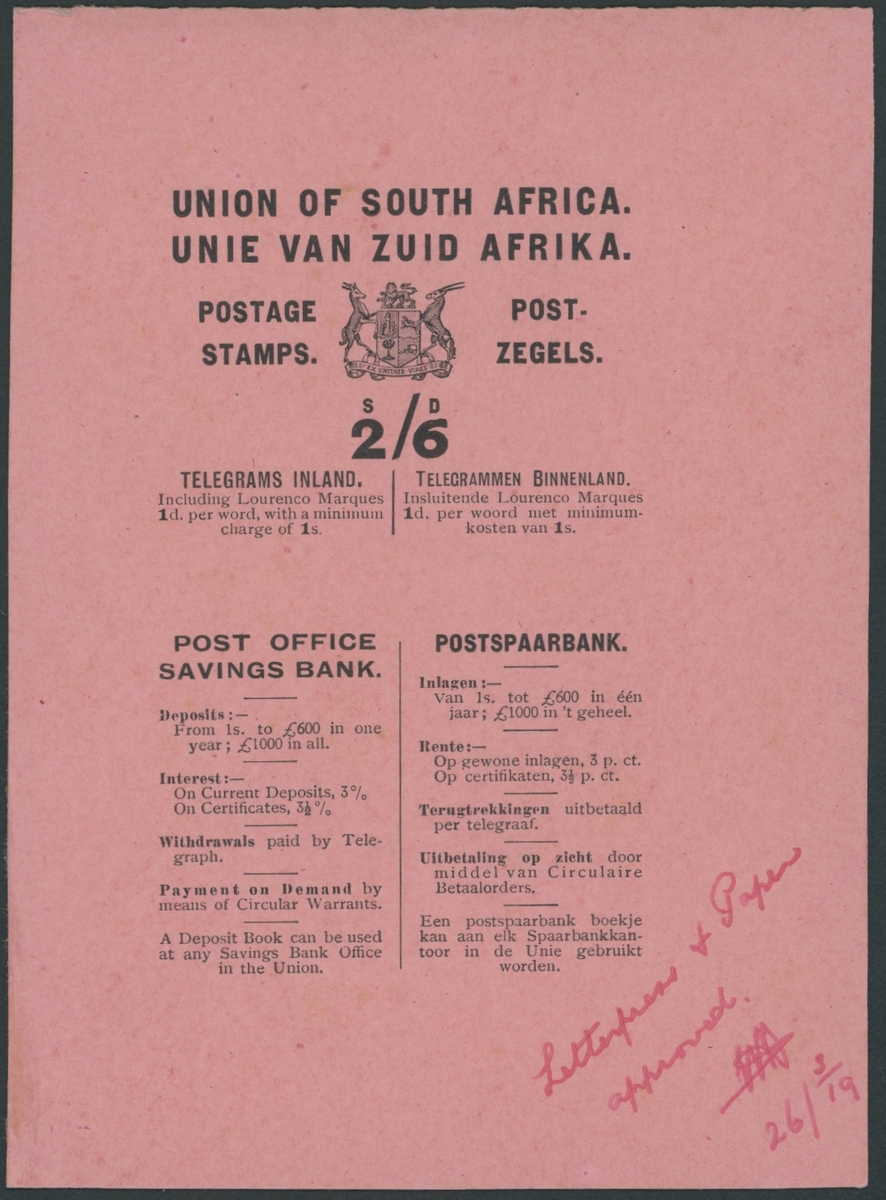 UNION OF SOUTH AFRICA.
UNIE VAN ZUID AFRIKA.
POSTAGE
STAMPS.
EX UNITATE VIRES
POST-
ZEGELS.
S D
2/6
TELEGRAMS INLAND.
Including Lourenco Marques
1d. per word, with a minimum
charge of 1s.
TELEGRAMMEN BINNENLAND.
Insluitende Lourenco Marques
1d. per woord met minimum-
kosten van 1s.
POST OFFICE
SAVINGS BANK.
Deposits:—
From 1s. to £600 in one
year; £1000 in all.
Interest:—
On Current Deposits, 3%
On Certificates, 3½%
Withdrawals paid by Tele-
graph.
Payment on Demand by
means of Circular Warrants.
A Deposit Book can be used
at any Savings Bank Office
in the Union.
POSTSPAARBANK.
Inlagen:—
Van 1s. tot £600 in één
jaar; £1000 in 't geheel.
Rente:—
Op gewone inlagen, 3 p. ct.
Op certifikaten, 3½ p. ct.
Terugtrekkingen uitbetaald
per telegraaf.
Uitbetaling op zicht door
middel van Circulaire
Betaalorders.
Een postspaarbank boekje
kan aan elk Spaarbankkan-
toor in de Unie gebruikt
worden.
Letterpress & Paper
approved.
26/3/19